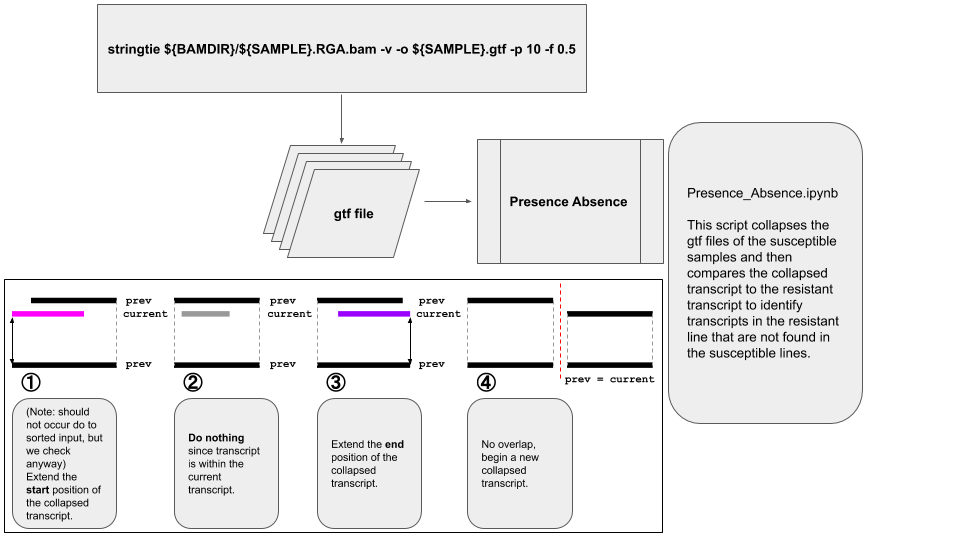 stringtie ${BAMDIR}/${SAMPLE}.RGA.bam -v -o ${SAMPLE}.gtf -p 10 -f 0.5
gtf file
Presence Absence
Presence_Absence.ipynb
This script collapses the
gtf files of the susceptible
samples and then
compares the collapsed
transcript to the resistant
transcript to identify
transcripts in the resistant
line that are not found in
the susceptible lines.
prev
current
prev
①
(Note: should
not occur do to
sorted input, but
we check
anyway)
Extend the
start position of
the collapsed
transcript.
prev
current
prev
②
Do nothing
since transcript
is within the
current
transcript.
prev
current
prev
③
Extend the end
position of the
collapsed
transcript.
④
prev = current
No overlap,
begin a new
collapsed
transcript.